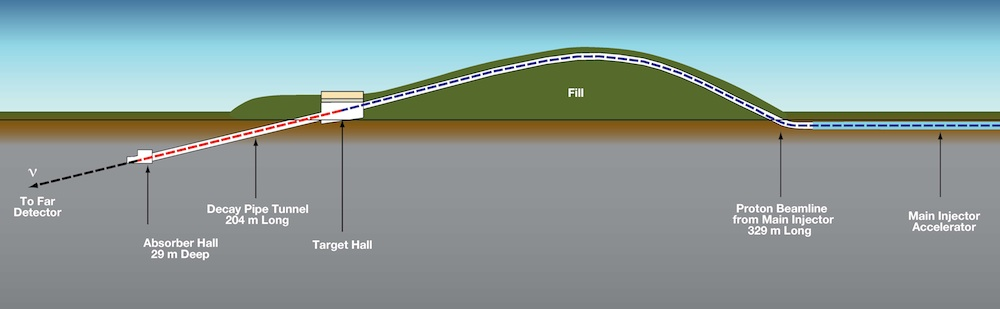 Fill
ν
To Far
Detector
Absorber Hall
29 m Deep
Decay Pipe Tunnel
204 m Long
Target Hall
Proton Beamline
from Main Injector
329 m Long
Main Injector
Accelerator